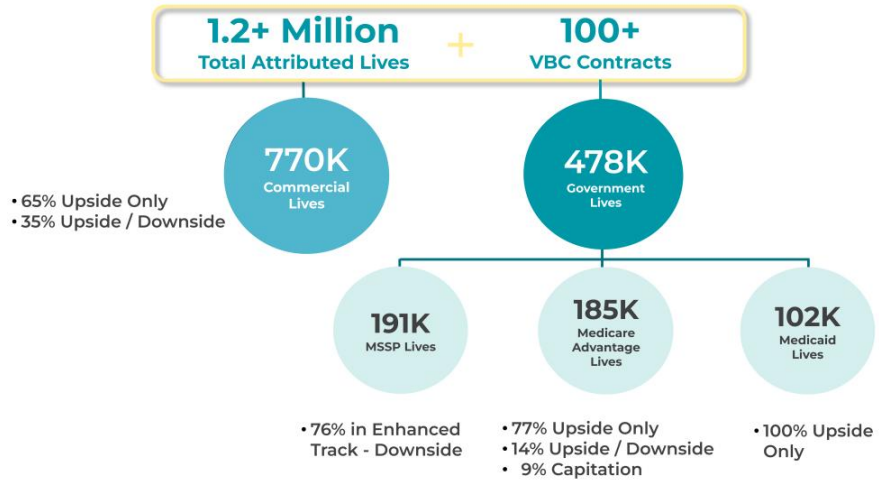 1.2+ Million
Total Attributed Lives
+
100+
VBC Contracts
770K
Commercial
Lives
• 65% Upside Only
• 35% Upside / Downside
478K
Government
Lives
191K
MSSP Lives
• 76% in Enhanced
Track - Downside
185K
Medicare
Advantage
Lives
• 77% Upside Only
• 14% Upside / Downside
• 9% Capitation
102K
Medicaid
Lives
• 100% Upside
Only